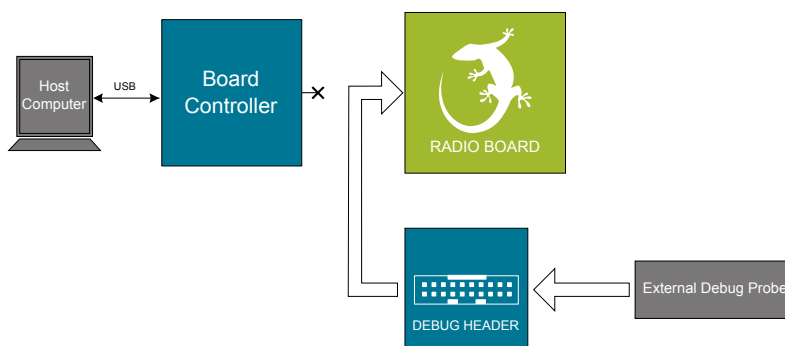 Host
Computer
USB
Board
Controller
RADIO BOARD
DEBUG HEADER
External Debug Probe